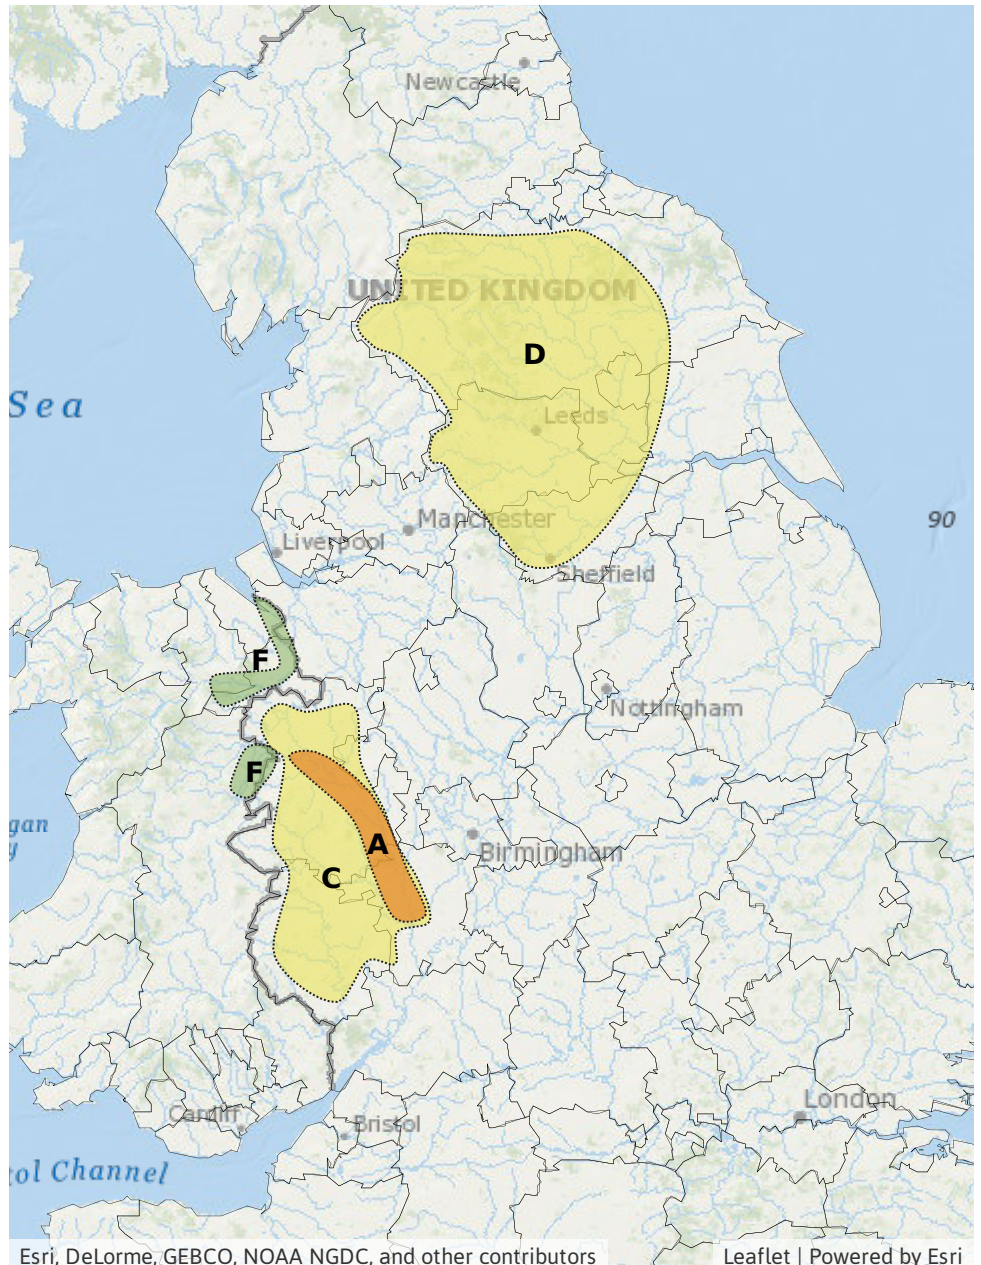 Newcastle
UNITED KINGDOM
D
Sea
Leeds
Manchester
90
Liverpool
Sheffield
F
Nottingham
F
gan
y
A
Birmingham
C
London
Cardiff
Bristol
tol Channel
Esri, DeLorme, GEBCO, NOAA NGDC, and other contributors
Leaflet | Powered by Esri